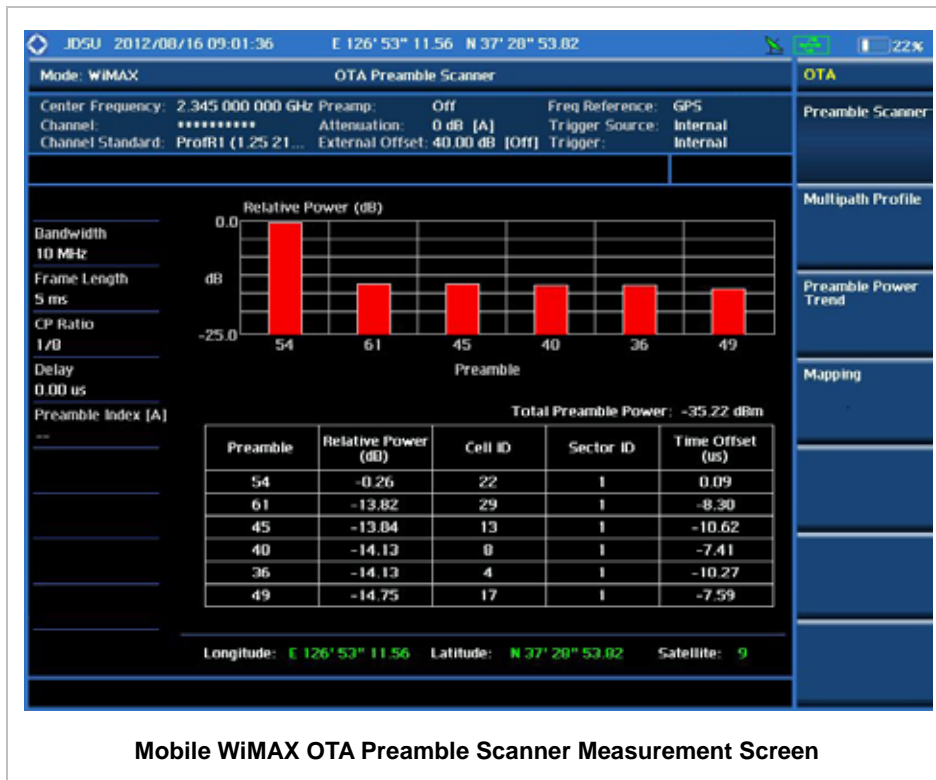 JDSU 2012/08/16 09:01:36 E 126' 53" 11.56 N 37' 28" 53.82 22%
Mode: WiMAX OTA Preamble Scanner OTA
Center Frequency: 2.345 000 000 GHz Preamp: Off Freq Reference: GPS
Channel: ********** Attenuation: 0 dB [A] Trigger Source: Internal
Channel Standard: ProfR1 (1.25 21... External Offset: 40.00 dB [Off] Trigger: Internal
Preamble Scanner
Multipath Profile
Preamble Power
Trend
Mapping
Bandwidth
10 MHz
Frame Length
5 ms
CP Ratio
1/8
Delay
0.00 us
Preamble Index [A]
--
Relative Power (dB)
0.0
dB
-25.0
54 61 45 40 36 49
Preamble
Total Preamble Power: -35.22 dBm
Preamble Relative Power (dB) Cell ID Sector ID Time Offset (us)
54 -0.26 22 1 0.09
61 -13.82 29 1 -8.30
45 -13.84 13 1 -10.62
40 -14.13 8 1 -7.41
36 -14.13 4 1 -10.27
49 -14.75 17 1 -7.59
Longitude: E 126' 53" 11.56 Latitude: N 37' 28" 53.82 Satellite: 9
Mobile WiMAX OTA Preamble Scanner Measurement Screen